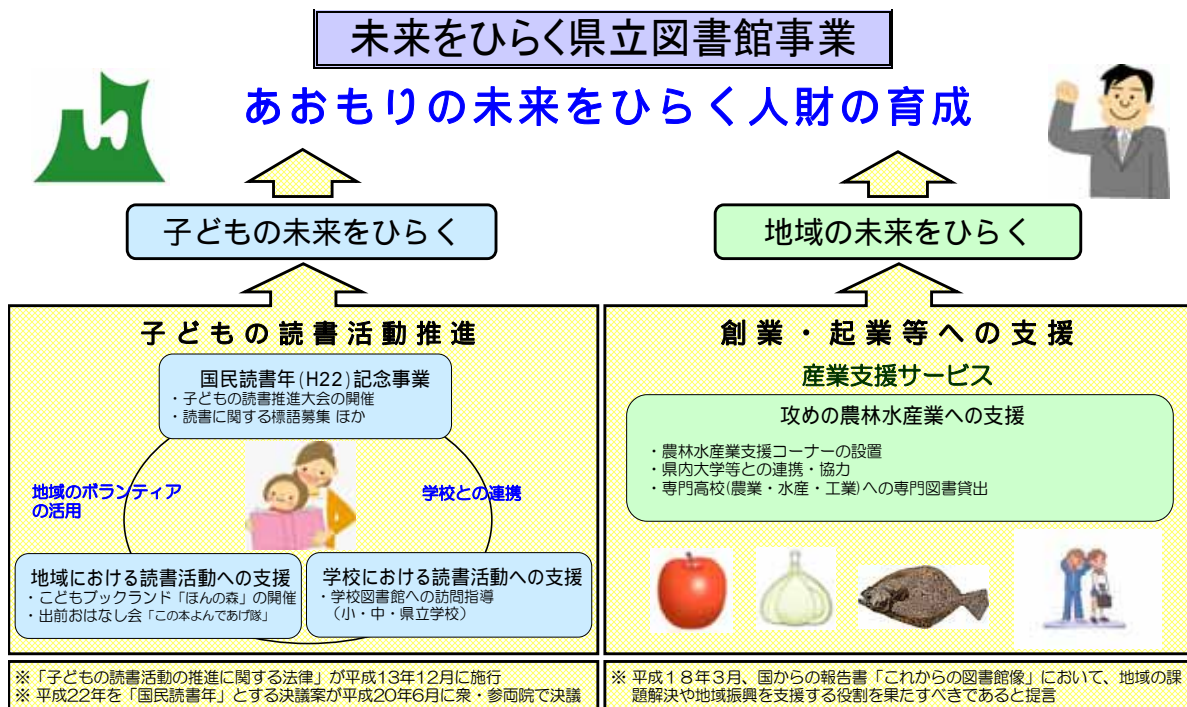 未来をひらく県立図書館事業
あおもりの未来をひらく人財の育成
子どもの未来をひらく
地域の未来をひらく
子どもの読書活動推進
国民読書年(H22)記念事業
・子どもの読書推進大会の開催
・読書に関する標語募集 ほか
地域のボランティア
の活用
学校との連携
地域における読書活動への支援
・こどもブックランド「ほんの森」の開催
・出前おはなし会「この本よんであげ隊」
学校における読書活動への支援
・学校図書館への訪問指導
（小・中・県立学校）
創業・起業等への支援
産業支援サービス
攻めの農林水産業への支援
・農林水産業支援コーナーの設置
・県内大学等との連携・協力
・専門高校(農業・水産・工業)への専門図書貸出
※ 「子どもの読書活動の推進に関する法律」が平成13年12月に施行
※ 平成22年を「国民読書年」とする決議案が平成20年6月に衆・参両院で決議
※ 平成１８年３月、国からの報告書「これからの図書館像」において、地域の課
題解決や地域振興を支援する役割を果たすべきであると提言